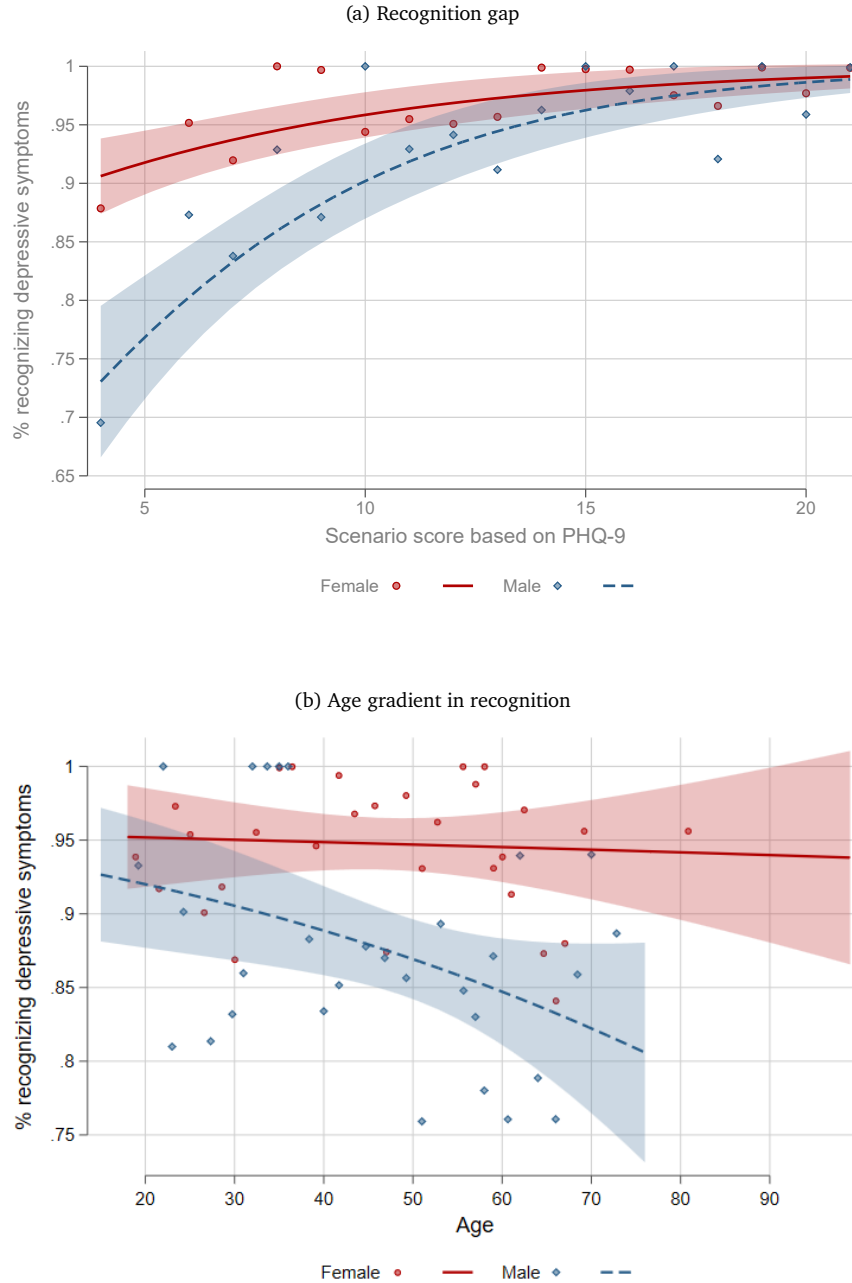 (a) Recognition gap
% recognizing depressive symptoms
1
.95
.9
.85
.8
.75
.7
.65
5 10 15 20
Scenario score based on PHQ-9
Female Male
(b) Age gradient in recognition
% recognizing depressive symptoms
1
.95
.9
.85
.8
.75
20 30 40 50 60 70 80 90
Age
Female Male